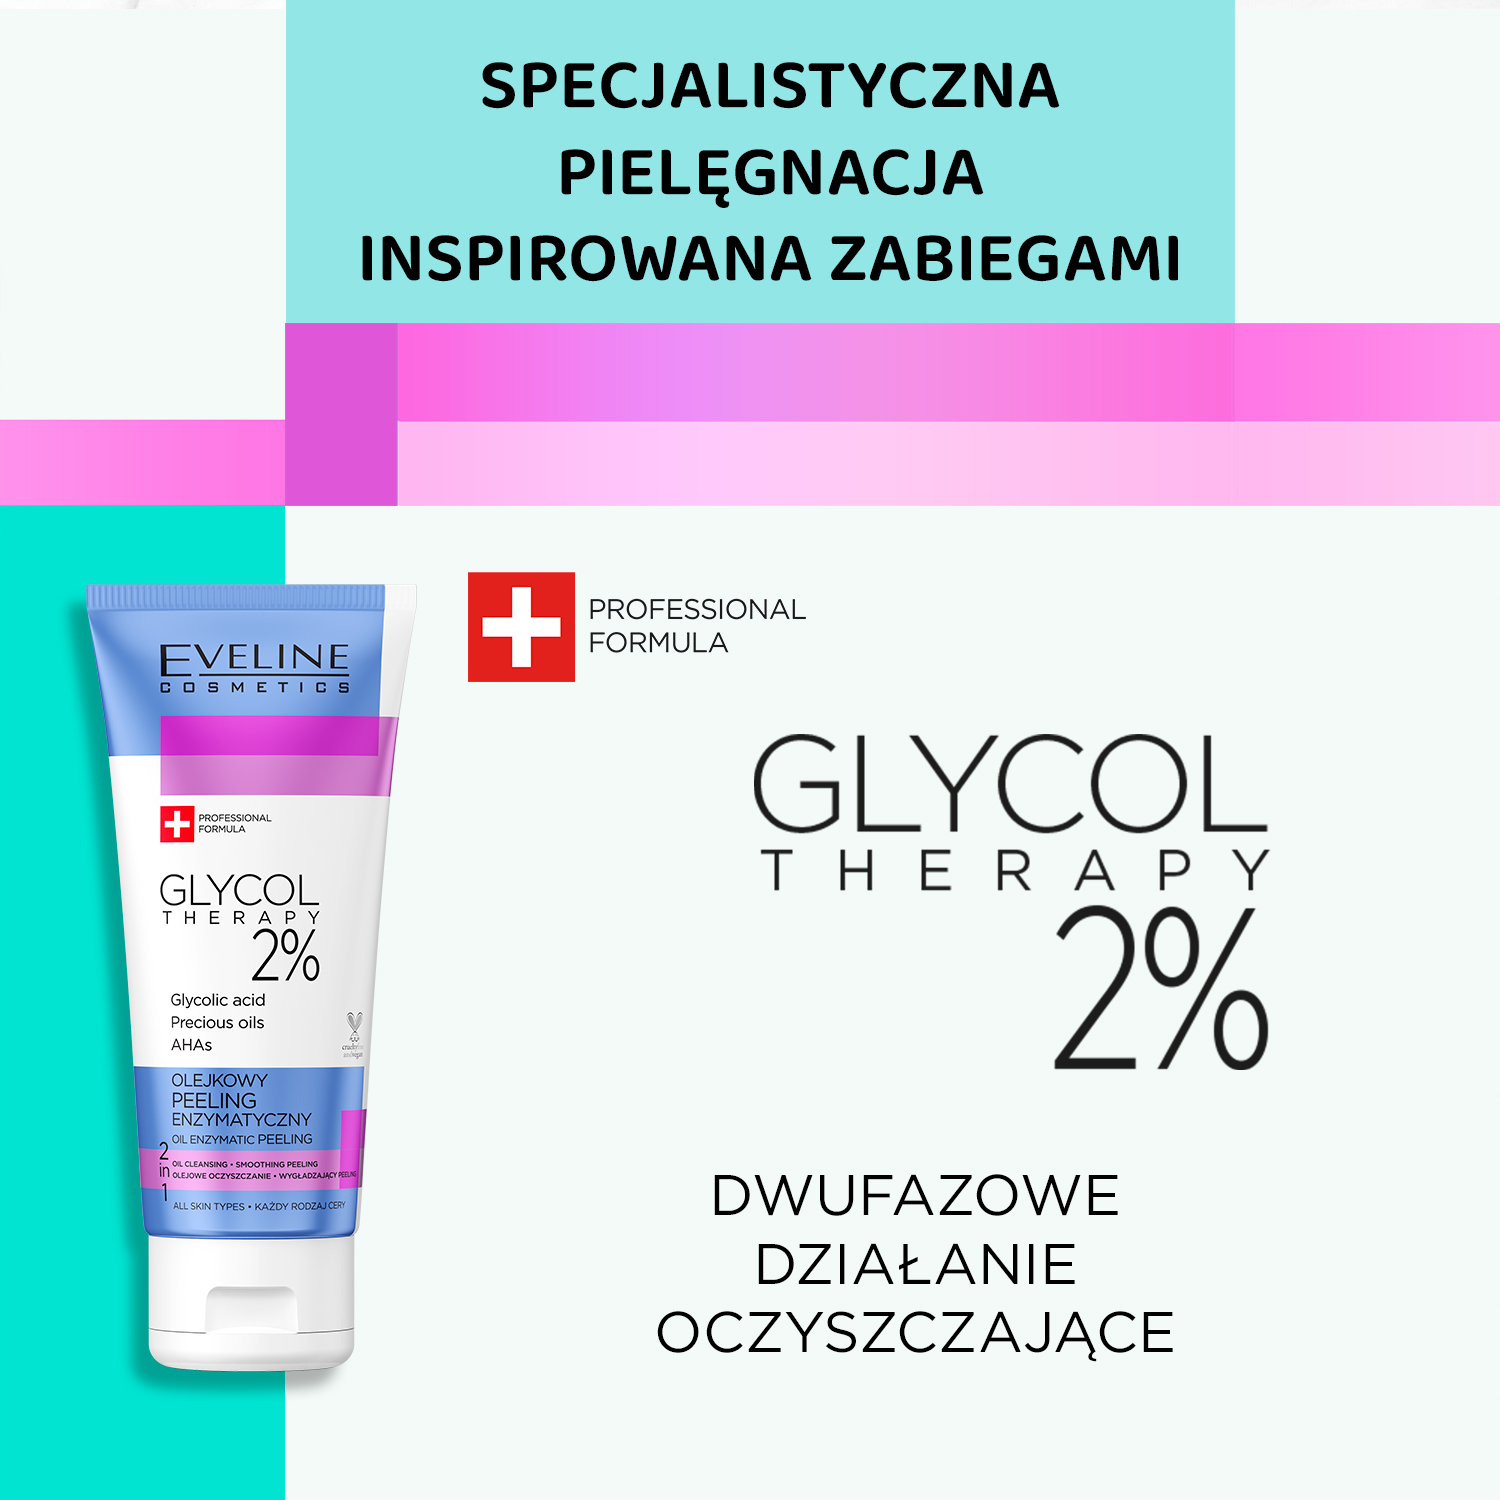 SPECJALISTYCZNA
PIELĘGNACJA
INSPIROWANA ZABIEGAMI
PROFESSIONAL
FORMULA
GLYCOL
THERAPY
2%
DWUFAZOWE
DZIAŁANIE
OCZYSZCZAJĄCE
EVELINE
COSMETICS
PROFESSIONAL
FORMULA
GLYCOL
THERAPY
2%
Glycolic acid
Precious oils
AHAs
OLEJKOWY
PEELING
ENZYMATYCZNY
OIL ENZYMATIC PEELING
2 in 1
OIL CLEANSING • SMOOTHING PEELING
OLEJOWE OCZYSZCZANIE • WYGŁADZAJĄCY PEELING
ALL SKIN TYPES • KAŻDY RODZAJ CERY